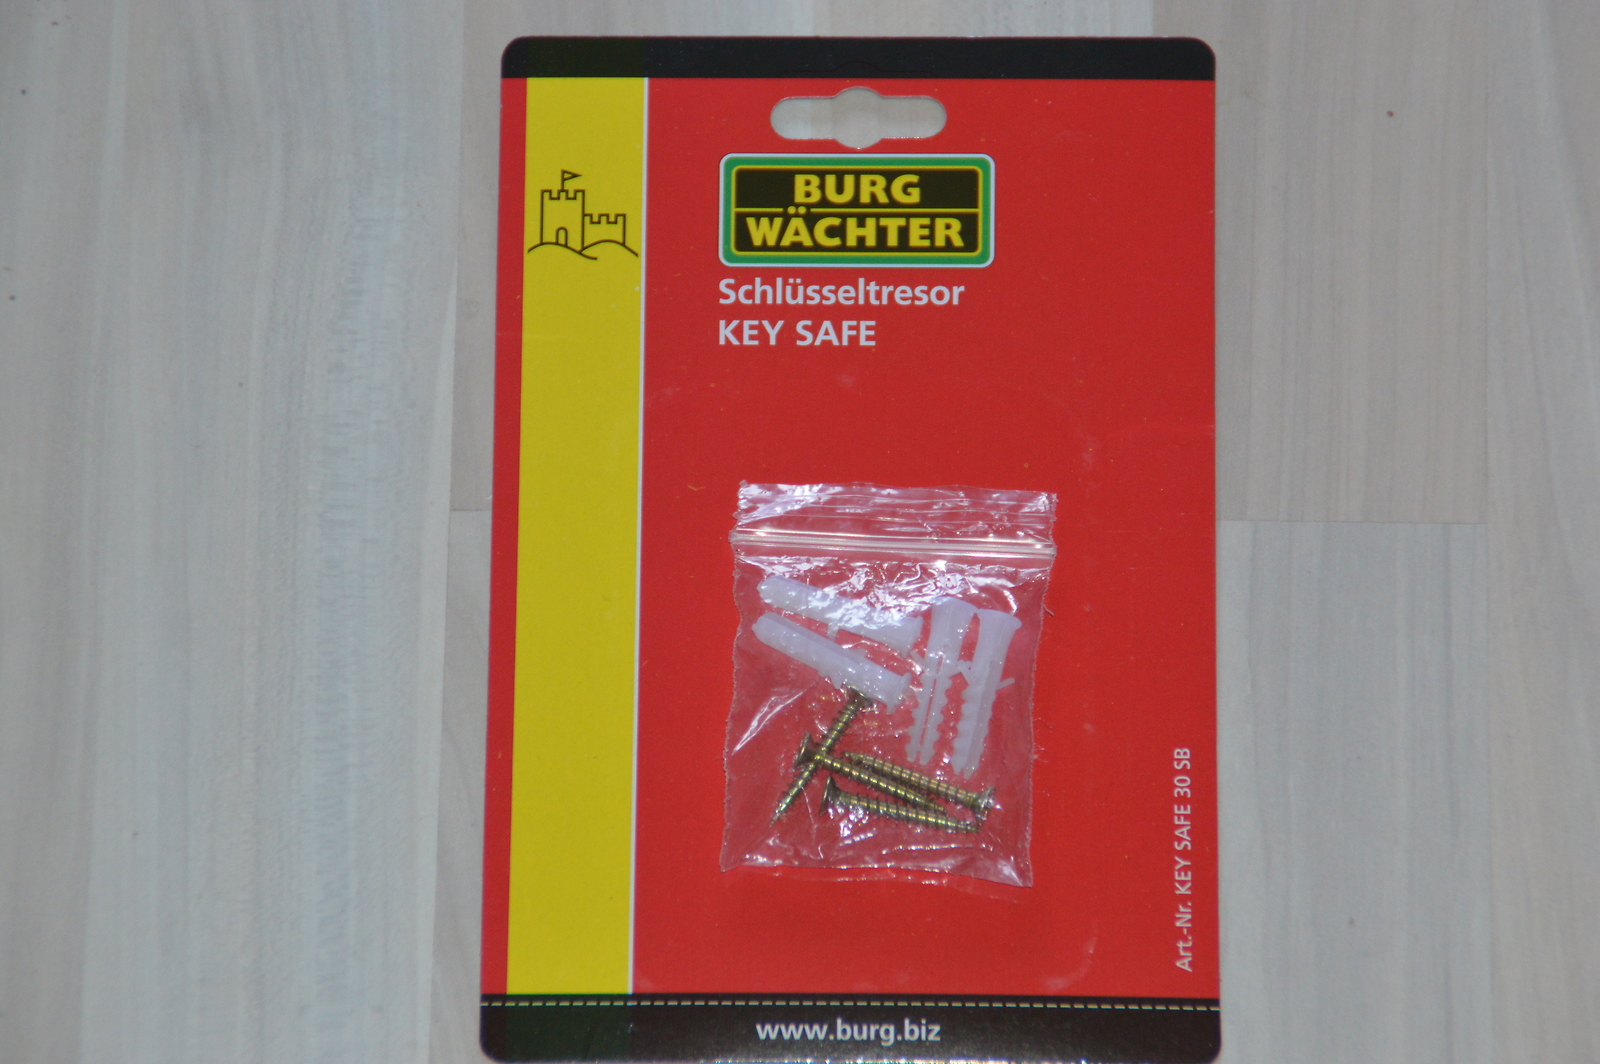 BURG
WÄCHTER
Schlüsseltresor
KEY SAFE
Art.-Nr. KEY SAFE 30 SB
www.burg.biz